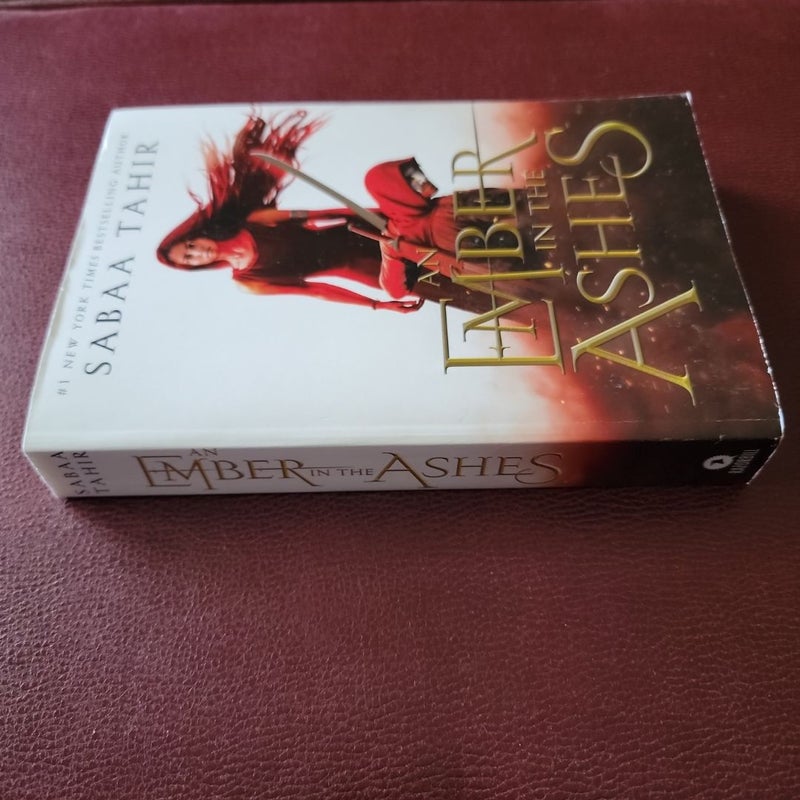 #1 NEW YORK TIMES BESTSELLING AUTHOR
SABAA TAHIR
AN
EMBER
IN THE
ASHES
SABAA
TAHIR
AN
EMBER IN THE ASHES